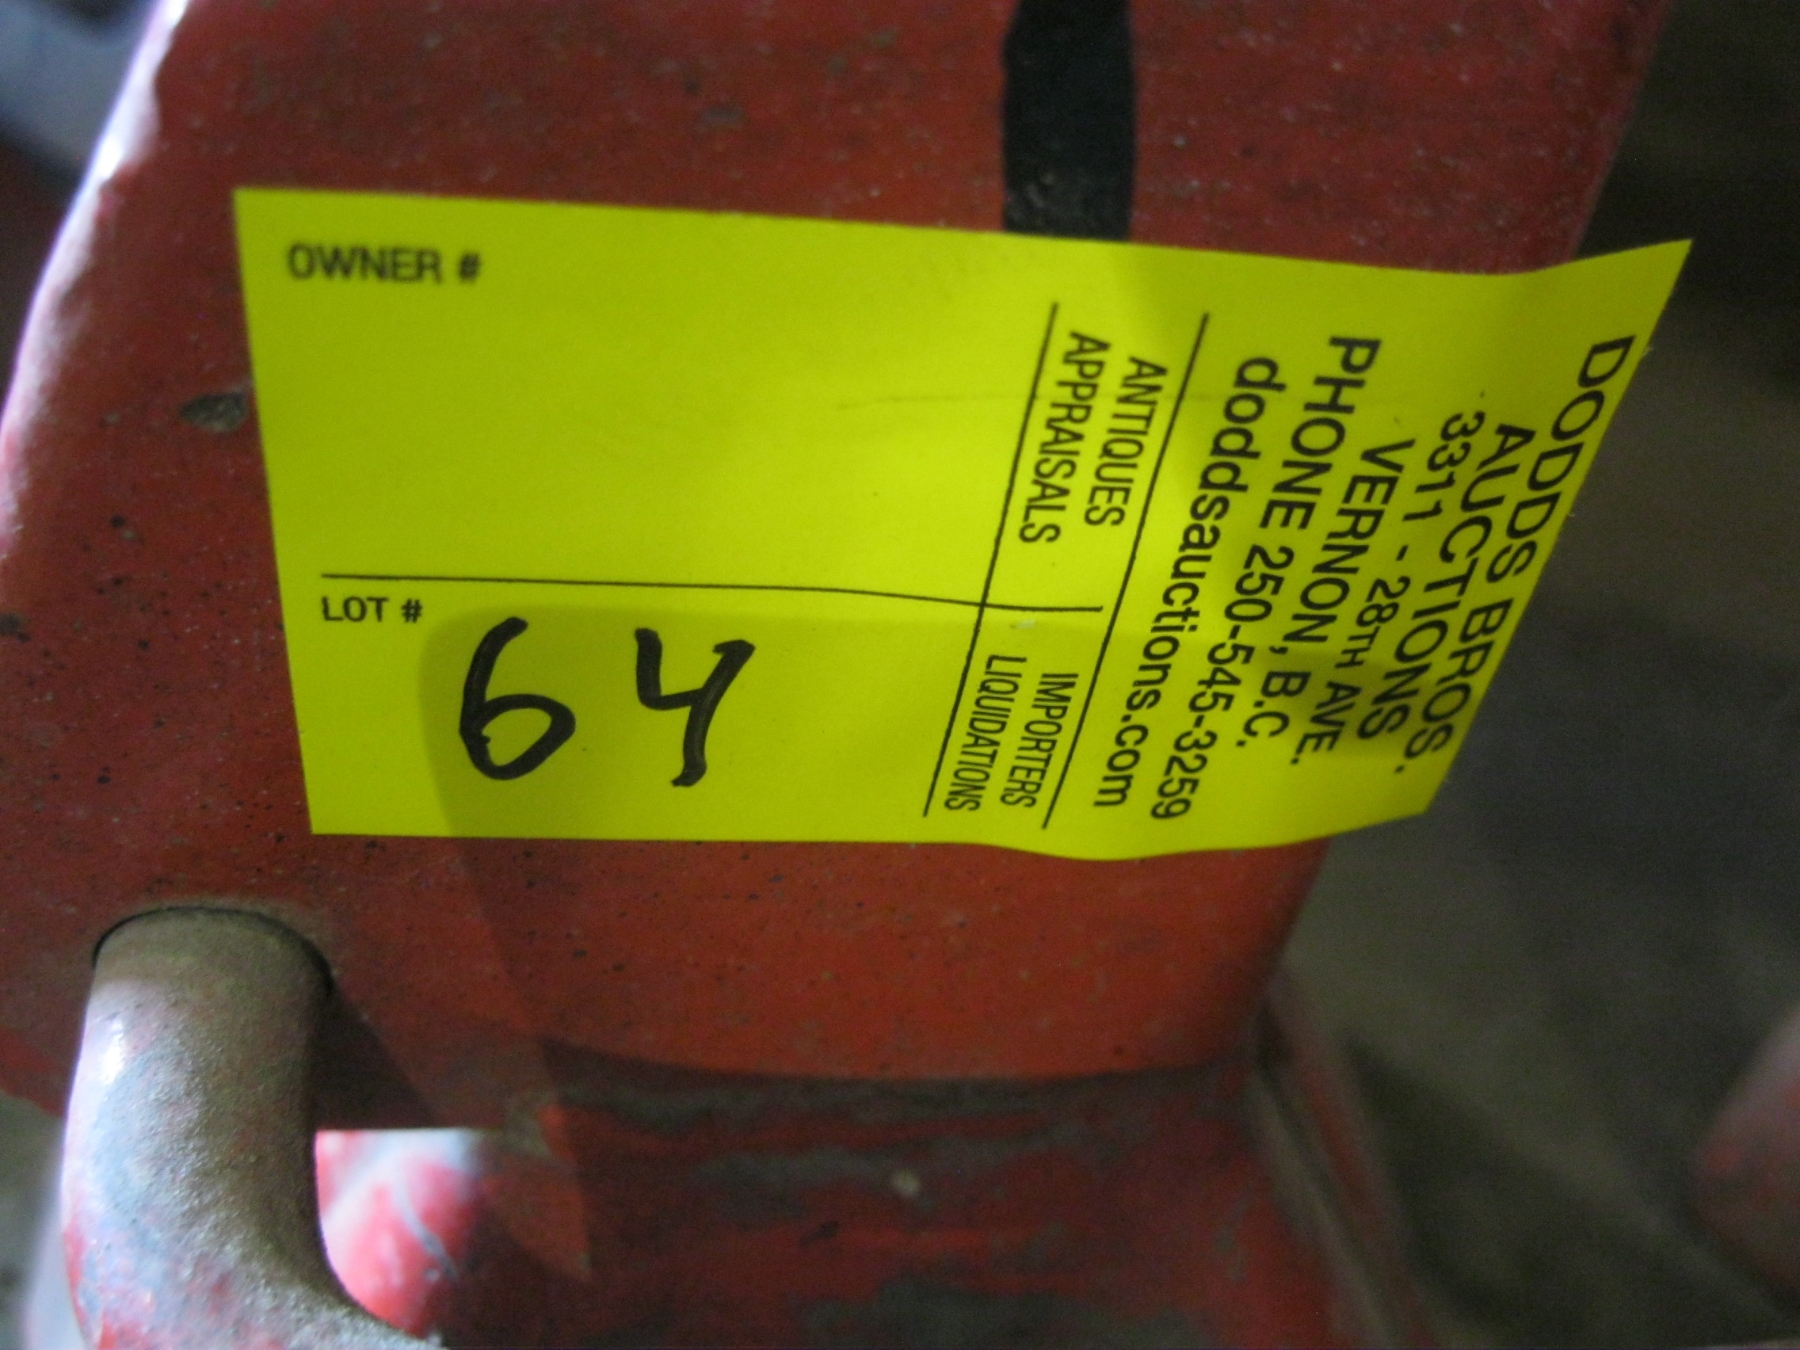 DODDS BROS.
AUCTIONS
3311 - 28TH AVE.
VERNON, B.C.
PHONE 250-545-3259
doddsauctions.com
ANTIQUES
APPRAISALS
IMPORTERS
LIQUIDATIONS
OWNER #
LOT #
64